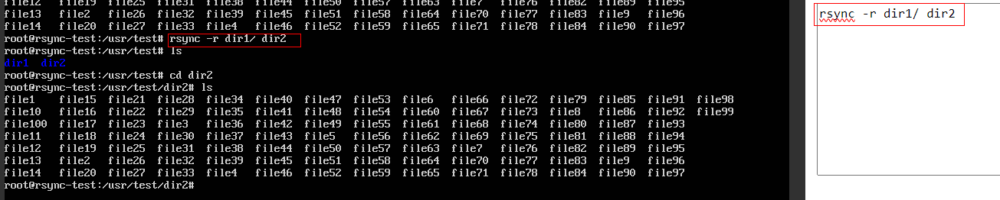 file12 file19 file25 file31 file38 file44 file50 file57 file63 file7 file76 file82 file89 file95
file13 file2 file26 file32 file39 file45 file51 file58 file64 file70 file77 file83 file9 file96
file14 file20 file27 file33 file4 file46 file52 file59 file65 file71 file78 file84 file90 file97
root@rsync-test:/usr/test# rsync -r dir1/ dir2
root@rsync-test:/usr/test# ls
dir1 dir2
root@rsync-test:/usr/test# cd dir2
root@rsync-test:/usr/test/dir2# ls
file1 file15 file21 file28 file34 file40 file47 file53 file6 file66 file72 file79 file85 file91 file98
file10 file16 file22 file29 file35 file41 file48 file54 file60 file67 file73 file8 file86 file92 file99
file100 file17 file23 file3 file36 file42 file49 file55 file61 file68 file74 file80 file87 file93
file11 file18 file24 file30 file37 file43 file5 file56 file62 file69 file75 file81 file88 file94
file12 file19 file25 file31 file38 file44 file50 file57 file63 file7 file76 file82 file89 file95
file13 file2 file26 file32 file39 file45 file51 file58 file64 file70 file77 file83 file9 file96
file14 file20 file27 file33 file4 file46 file52 file59 file65 file71 file78 file84 file90 file97
root@rsync-test:/usr/test/dir2#
rsync -r dir1/ dir2